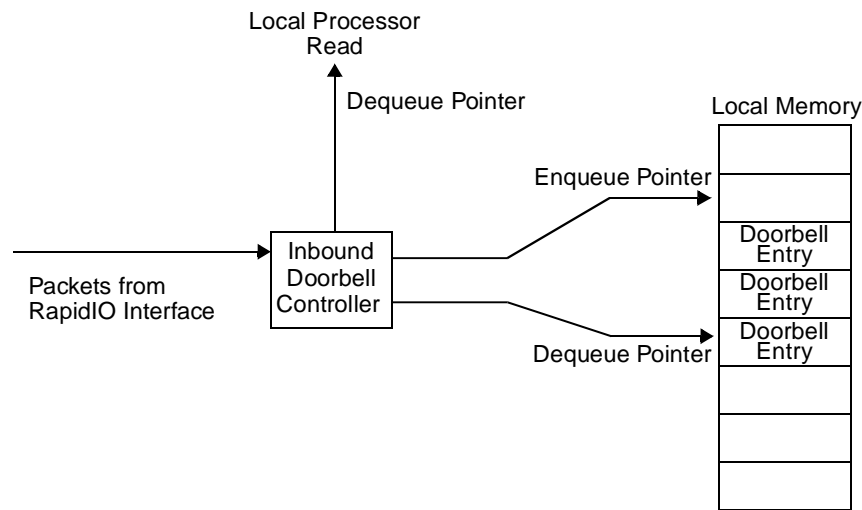 Local Processor
Read
Dequeue Pointer
Local Memory
Enqueue Pointer
Inbound
Doorbell
Controller
Packets from
RapidIO Interface
Doorbell
Entry
Doorbell
Entry
Doorbell
Entry
Dequeue Pointer